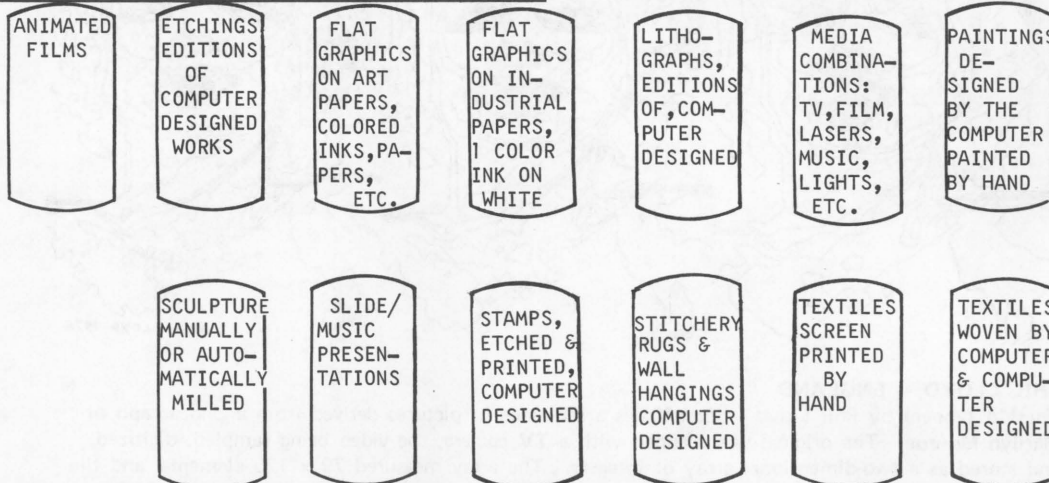 ANIMATED
FILMS
ETCHINGS
EDITIONS
OF
COMPUTER
DESIGNED
WORKS
FLAT
GRAPHICS
ON ART
PAPERS,
COLORED
INKS,PA-
PERS,
ETC.
FLAT
GRAPHICS
ON IN-
DUSTRIAL
PAPERS,
1 COLOR
INK ON
WHITE
LITHO-
GRAPHS,
EDITIONS
OF,COM-
PUTER
DESIGNED
MEDIA
COMBINA-
TIONS:
TV,FILM,
LASERS,
MUSIC,
LIGHTS,
ETC.
PAINTINGS
DE-
SIGNED
BY THE
COMPUTER
PAINTED
BY HAND
SCULPTURE
MANUALLY
OR AUTO-
MATICALLY
MILLED
SLIDE/
MUSIC
PRESEN-
TATIONS
STAMPS,
ETCHED &
PRINTED,
COMPUTER
DESIGNED
STITCHERY
RUGS &
WALL
HANGINGS
COMPUTER
DESIGNED
TEXTILES
SCREEN
PRINTED
BY
HAND
TEXTILES
WOVEN BY
COMPUTER
& COMPU-
TER
DESIGNED